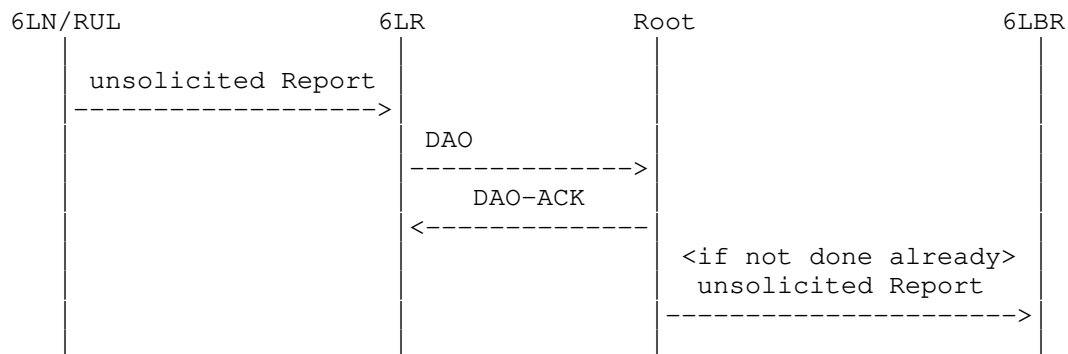 6LN/RUL 6LR Root 6LBR
unsolicited Report
DAO
DAO-ACK
<if not done already>
unsolicited Report